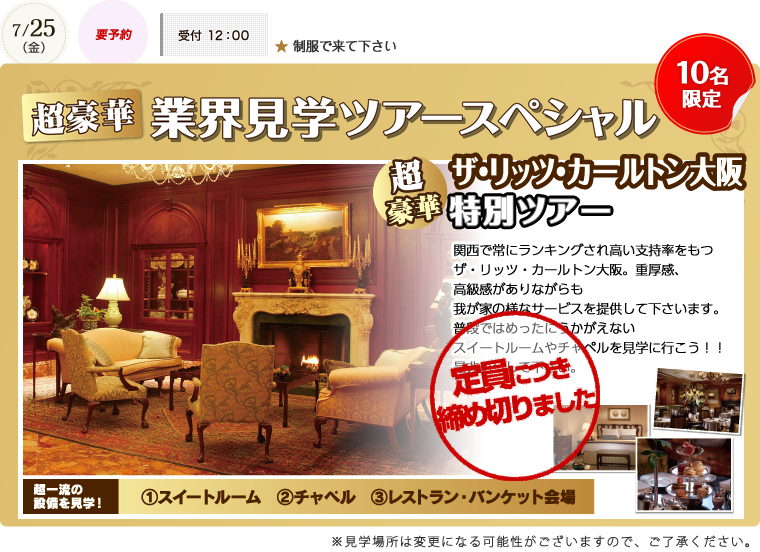 7/25
(金)
要予約
受付 12:00
★ 制服で来て下さい
10名
限定
超豪華 業界見学ツアースペシャル
超豪華
ザ・リッツ・カールトン大阪
特別ツアー
関西で常にランキングされ高い支持率をもつ
ザ・リッツ・カールトン大阪。重厚感、
高級感がありながらも
我が家の様なサービスを提供して下さいます。
普段ではめったにうかがえない
スイートルームやチャペルを見学に行こう！！
定員につき
締め切りました
超一流の
設備を見学！
①スイートルーム ②チャペル ③レストラン・バンケット会場
※見学場所は変更になる可能性がございますので、ご了承ください。